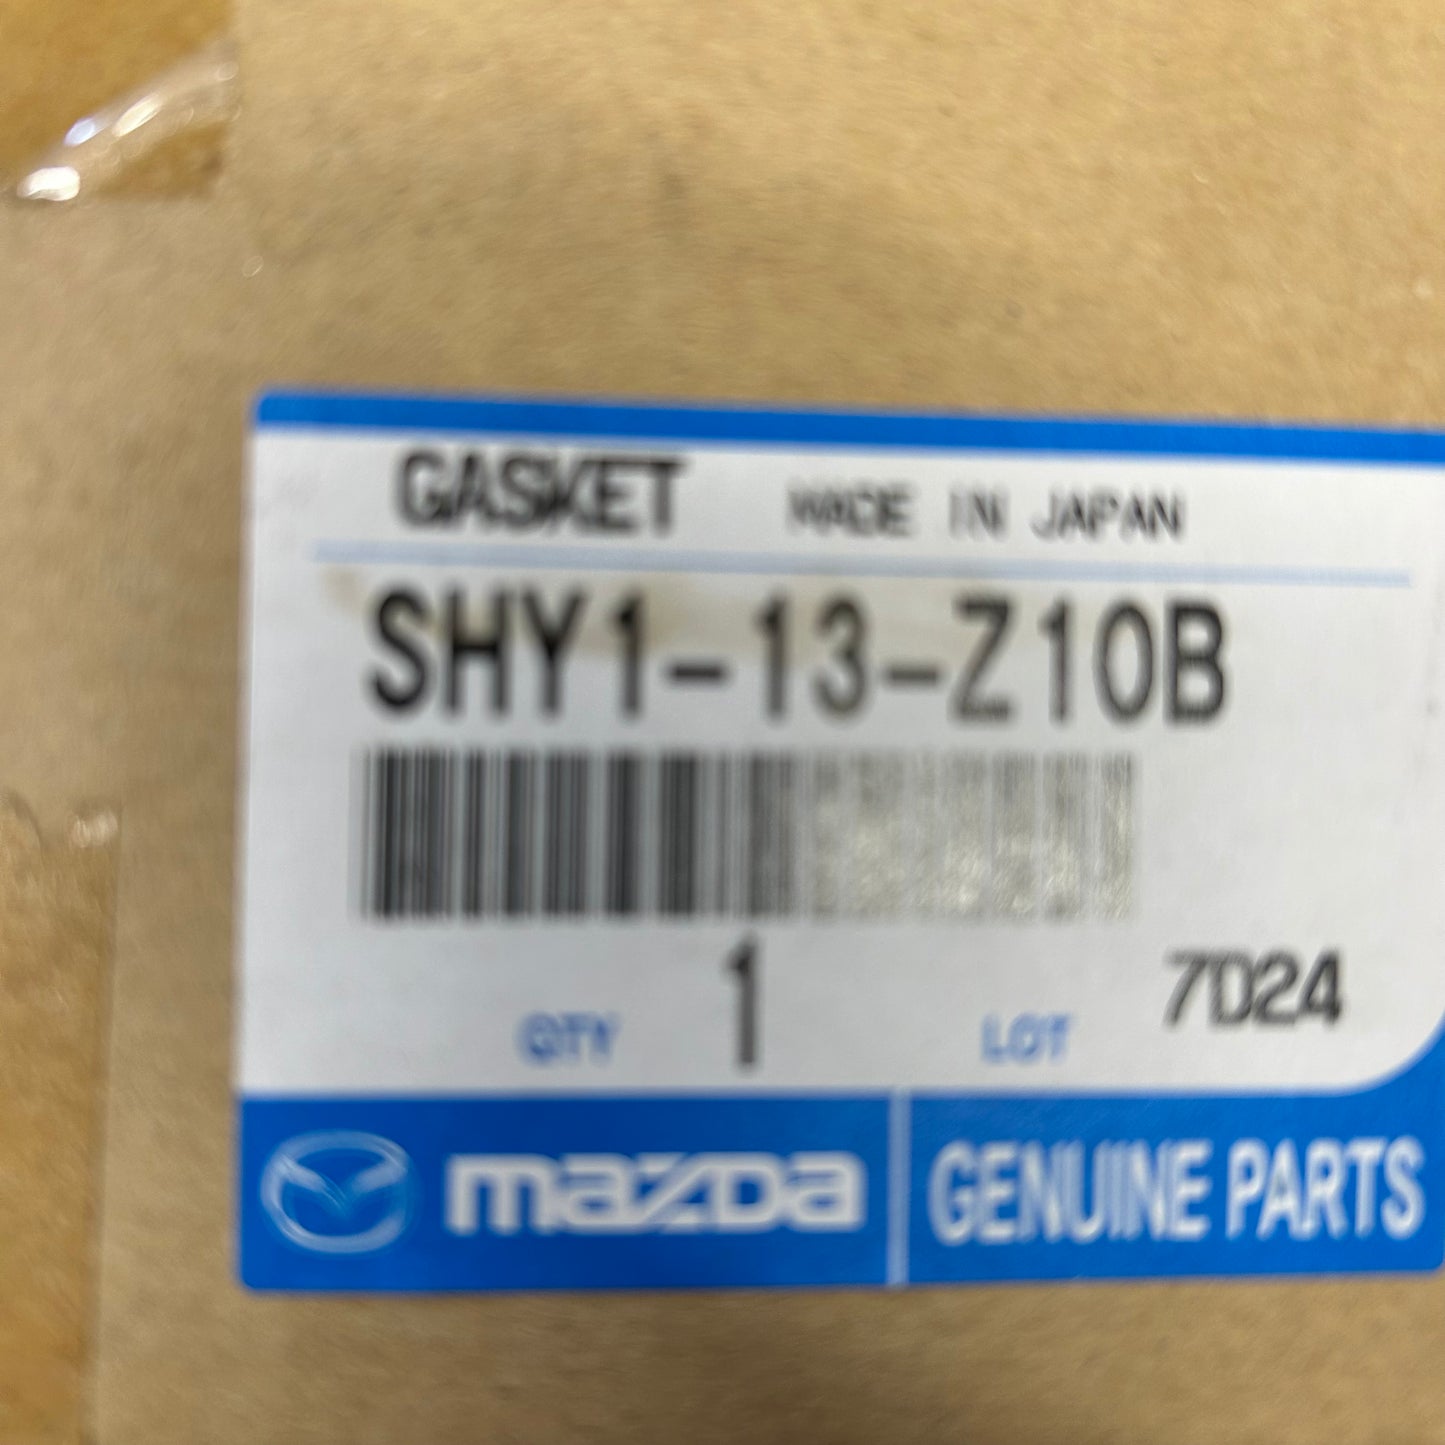 GASKET MADE IN JAPAN
SHY1-13-Z10B
QTY 1 LOT 7D24
mazda GENUINE PARTS